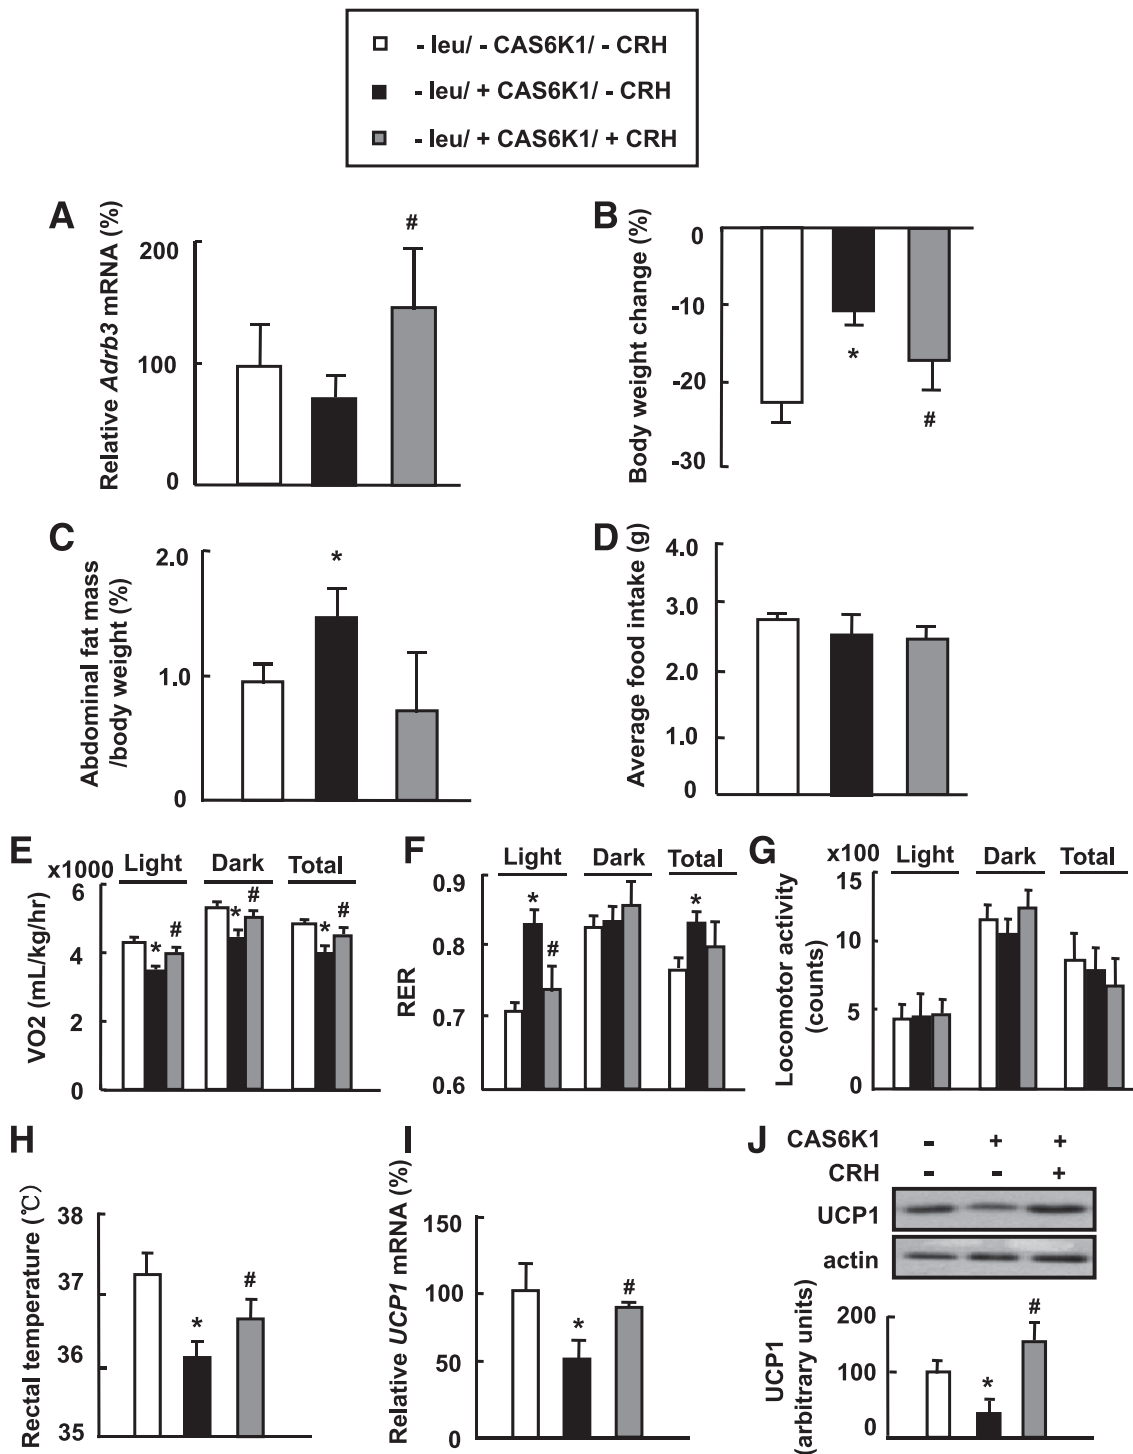 - leu/ - CAS6K1/ - CRH
- leu/ + CAS6K1/ - CRH
- leu/ + CAS6K1/ + CRH
A
Relative Adrb3 mRNA (%)
200
100
0
#
B
Body weight change (%)
0
-10
-20
-30
*
#
C
Abdominal fat mass
/body weight (%)
2.0
1.0
0
*
D
Average food intake (g)
4.0
3.0
2.0
1.0
0
E
x1000
Light
Dark
Total
VO2 (mL/kg/hr)
6
4
2
0
* # * # * #
F
Light
Dark
Total
RER
0.9
0.8
0.7
0.6
* # *
G
x100
Light
Dark
Total
Locomotor activity
(counts)
15
10
5
0
H
Rectal temperature (℃)
38
37
36
35
*
#
I
Relative UCP1 mRNA (%)
150
100
50
0
*
#
J
CAS6K1 - + +
CRH - - +
UCP1
actin
UCP1
(arbitrary units)
200
100
0
*
#